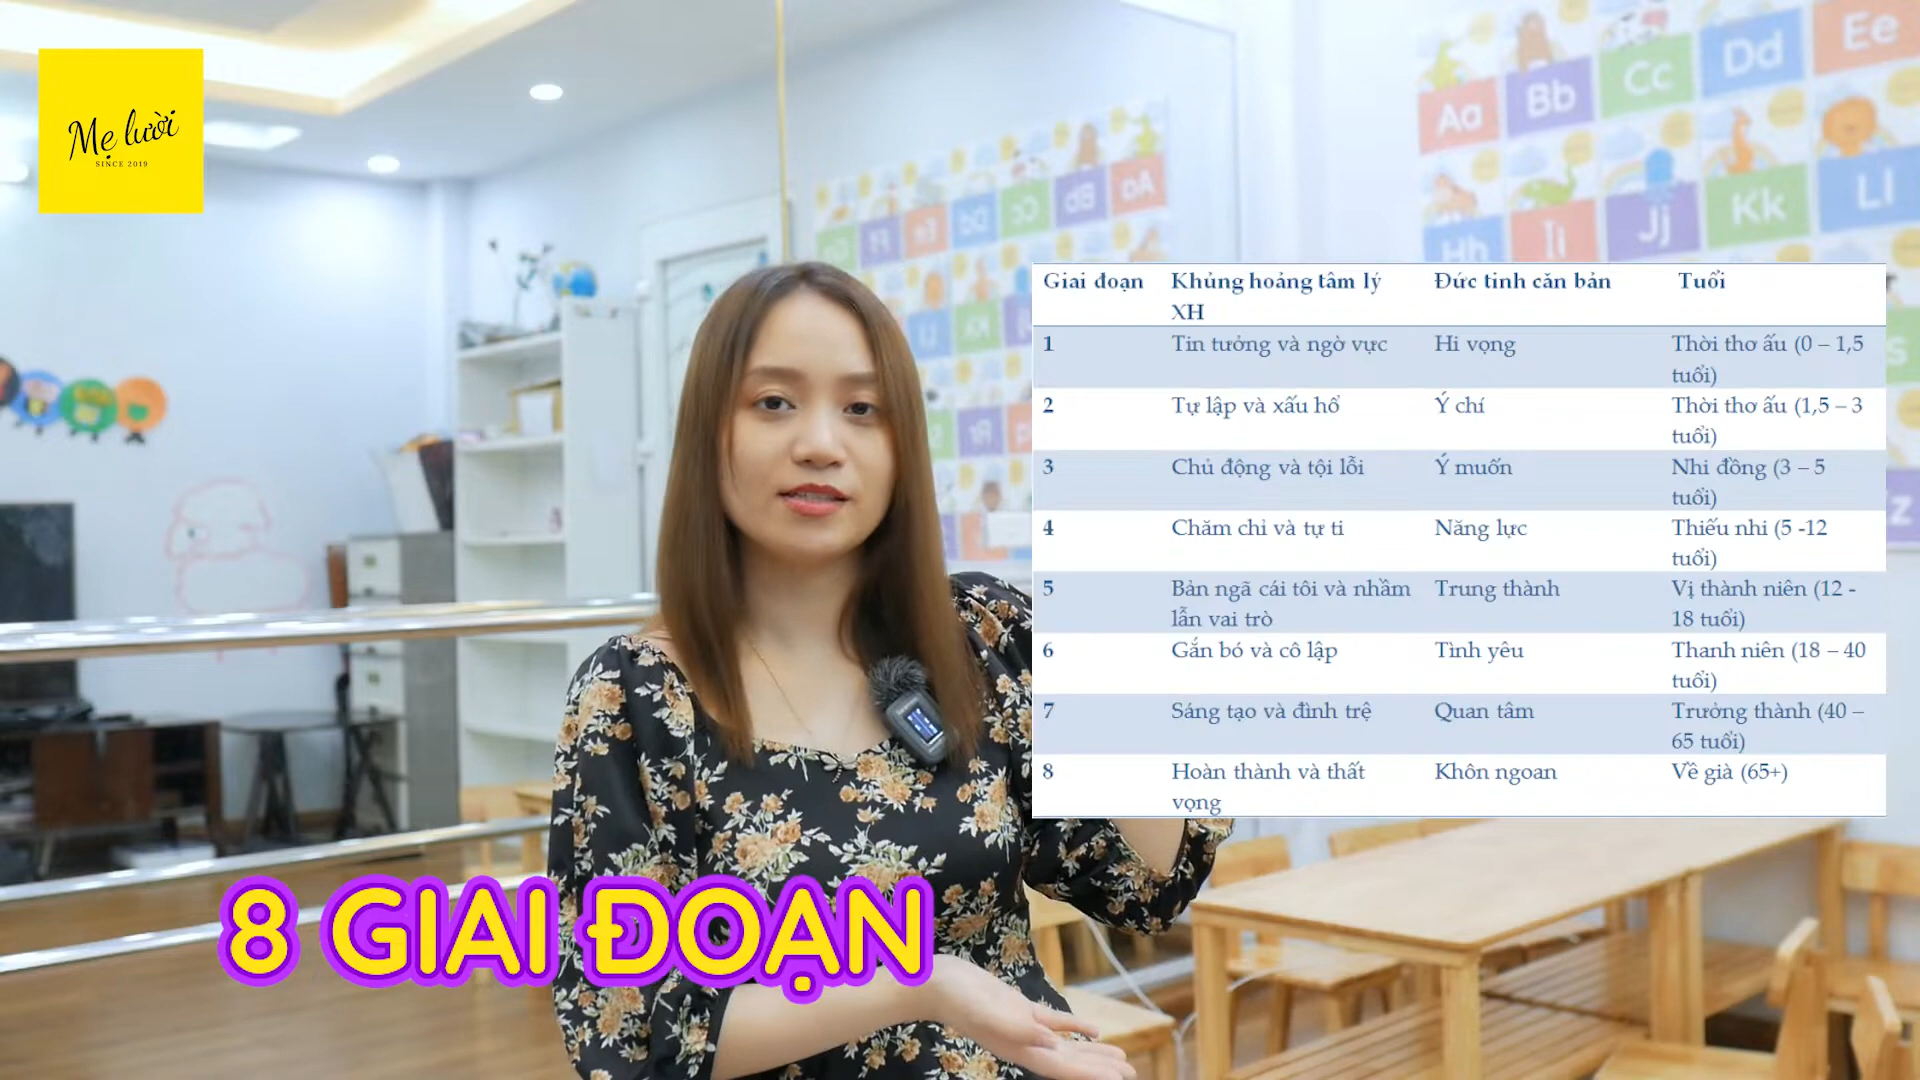 Mẹ lười
SINCE 2019
Aa Bb Cc Dd Ee
Hh Ii Jj Kk Ll
Giai đoạn Khủng hoảng tâm lý XH Đức tính căn bản Tuổi
1 Tin tưởng và ngờ vực Hi vọng Thời thơ ấu (0 – 1,5 tuổi)
2 Tự lập và xấu hổ Ý chí Thời thơ ấu (1,5 – 3 tuổi)
3 Chủ động và tội lỗi Ý muốn Nhi đồng (3 – 5 tuổi)
4 Chăm chỉ và tự ti Năng lực Thiếu nhi (5 -12 tuổi)
5 Bản ngã cái tôi và nhầm lẫn vai trò Trung thành Vị thành niên (12 - 18 tuổi)
6 Gắn bó và cô lập Tình yêu Thanh niên (18 – 40 tuổi)
7 Sáng tạo và đình trệ Quan tâm Trưởng thành (40 – 65 tuổi)
8 Hoàn thành và thất vọng Khôn ngoan Về già (65+)
8 GIAI ĐOẠN